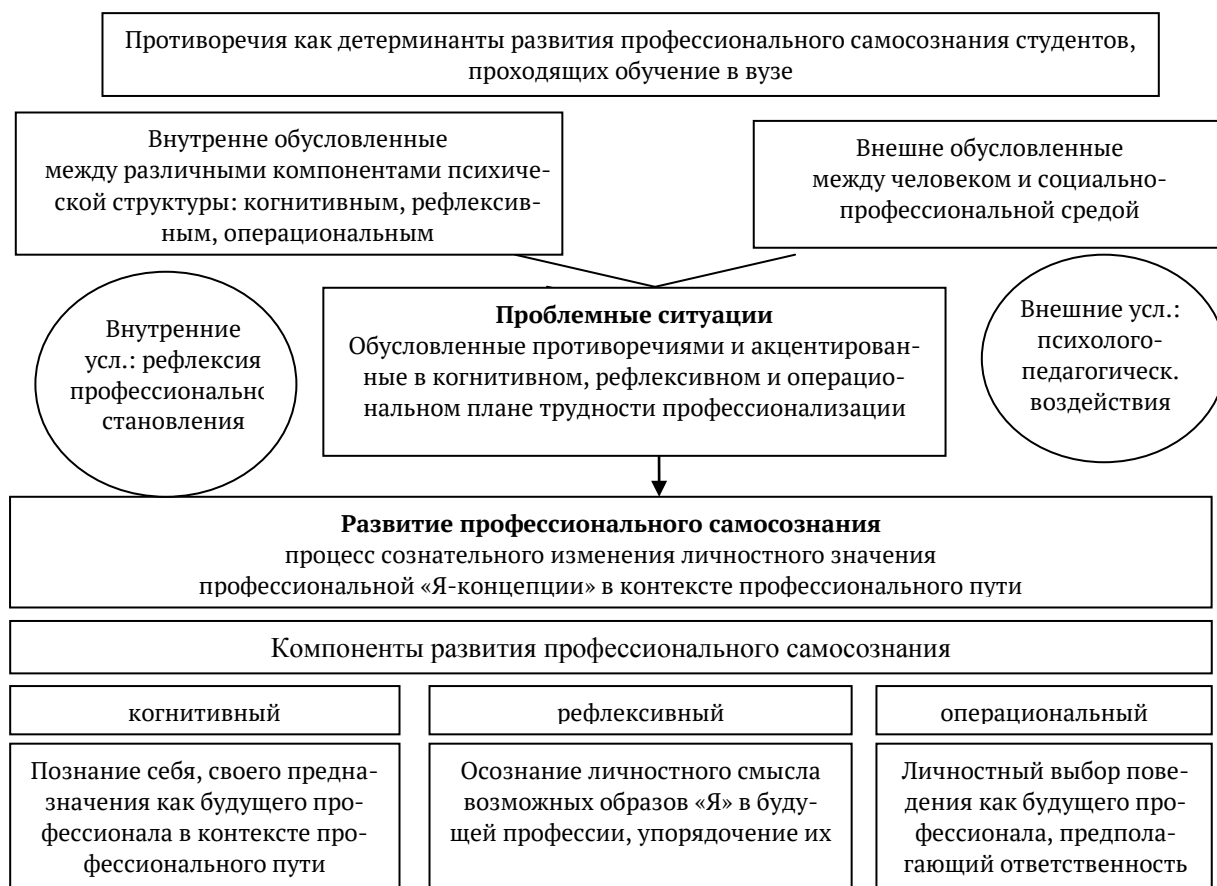 Противоречия как детерминанты развития профессионального самосознания студентов,
проходящих обучение в вузе
Внутренне обусловленные
между различными компонентами психиче-
ской структуры: когнитивным, рефлексив-
ным, операциональным
Внешне обусловленные
между человеком и социально-
профессиональной средой
Внутренние
усл.: рефлексия
профессионально
становления
Проблемные ситуации
Обусловленные противоречиями и акцентирован-
ные в когнитивном, рефлексивном и операцио-
нальном плане трудности профессионализации
Внешние усл.:
психолого-
педагогическ.
воздействия
Развитие профессионального самосознания
процесс сознательного изменения личностного значения
профессиональной «Я-концепции» в контексте профессионального пути
Компоненты развития профессионального самосознания
когнитивный
рефлексивный
операциональный
Познание себя, своего предна-
значения как будущего про-
фессионала в контексте про-
фессионального пути
Осознание личностного смысла
возможных образов «Я» в буду-
щей профессии, упорядочение их
Личностный выбор пове-
дения как будущего про-
фессионала, предпола-
гающий ответственность